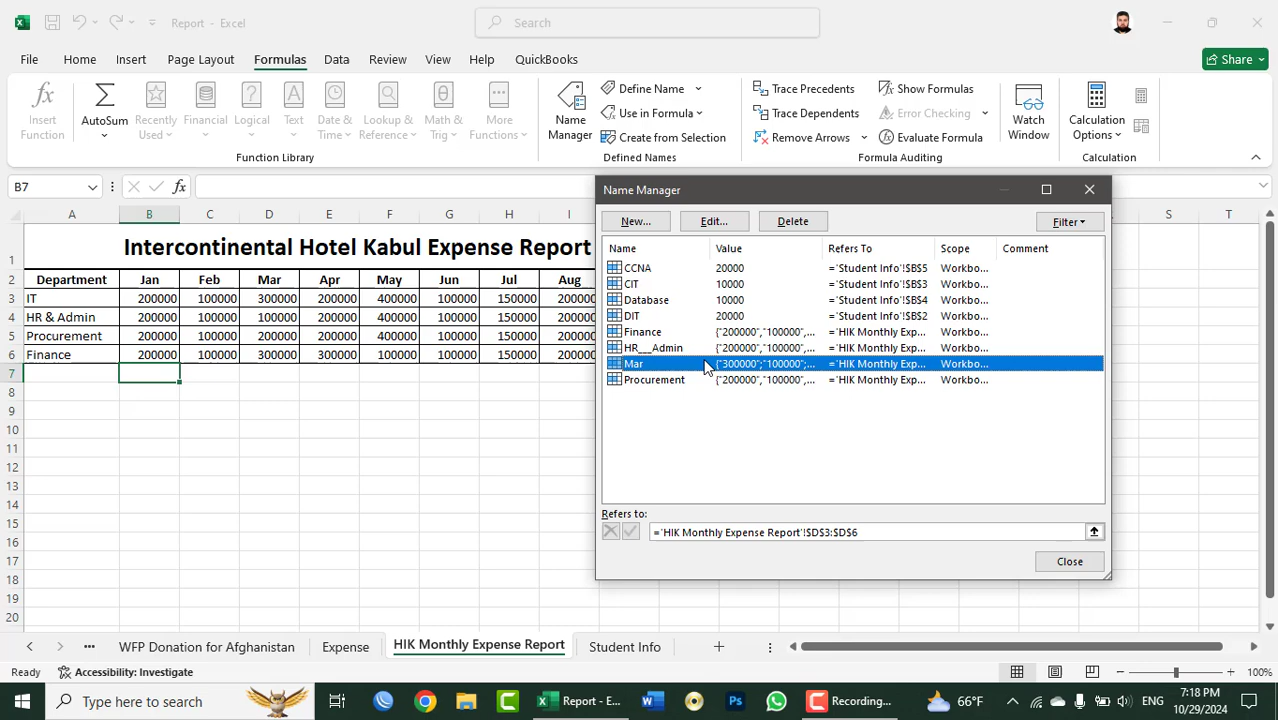 Report - Excel
Search
File Home Insert Page Layout Formulas Data Review View Help QuickBooks Share
Insert Function
AutoSum
Recently Used
Financial
Logical
Text
Date & Time
Lookup & Reference
Math & Trig
More Functions
Function Library
Name Manager
Define Name
Use in Formula
Create from Selection
Defined Names
Trace Precedents
Trace Dependents
Remove Arrows
Show Formulas
Error Checking
Evaluate Formula
Formula Auditing
Watch Window
Calculation Options
Calculation
B7
fx
A B C D E F G H I S T
1 Intercontinental Hotel Kabul Expense Report
2 Department Jan Feb Mar Apr May Jun Jul Aug
3 IT 200000 100000 300000 200000 400000 100000 150000 200000
4 HR & Admin 200000 100000 100000 200000 400000 100000 150000 200000
5 Procurement 200000 100000 200000 200000 400000 100000 150000 200000
6 Finance 200000 100000 300000 300000 100000 100000 150000 200000
7
8
9
10
11
12
13
14
15
16
17
18
19
20
Name Manager
New... Edit... Delete Filter
Name Value Refers To Scope Comment
CCNA 20000 ='Student Info'!$B$5 Workbo...
CIT 10000 ='Student Info'!$B$3 Workbo...
Database 10000 ='Student Info'!$B$4 Workbo...
DIT 20000 ='Student Info'!$B$2 Workbo...
Finance {"200000","100000",... ='HIK Monthly Exp... Workbo...
HR___Admin {"200000","100000",... ='HIK Monthly Exp... Workbo...
Mar {"300000";"100000";... ='HIK Monthly Exp... Workbo...
Procurement {"200000","100000",... ='HIK Monthly Exp... Workbo...
Refers to:
='HIK Monthly Expense Report'!$D$3:$D$6
Close
WFP Donation for Afghanistan Expense HIK Monthly Expense Report Student Info
Ready Accessibility: Investigate 100%
Type here to search
Report - E...
Recording...
66°F
ENG
7:18 PM
10/29/2024